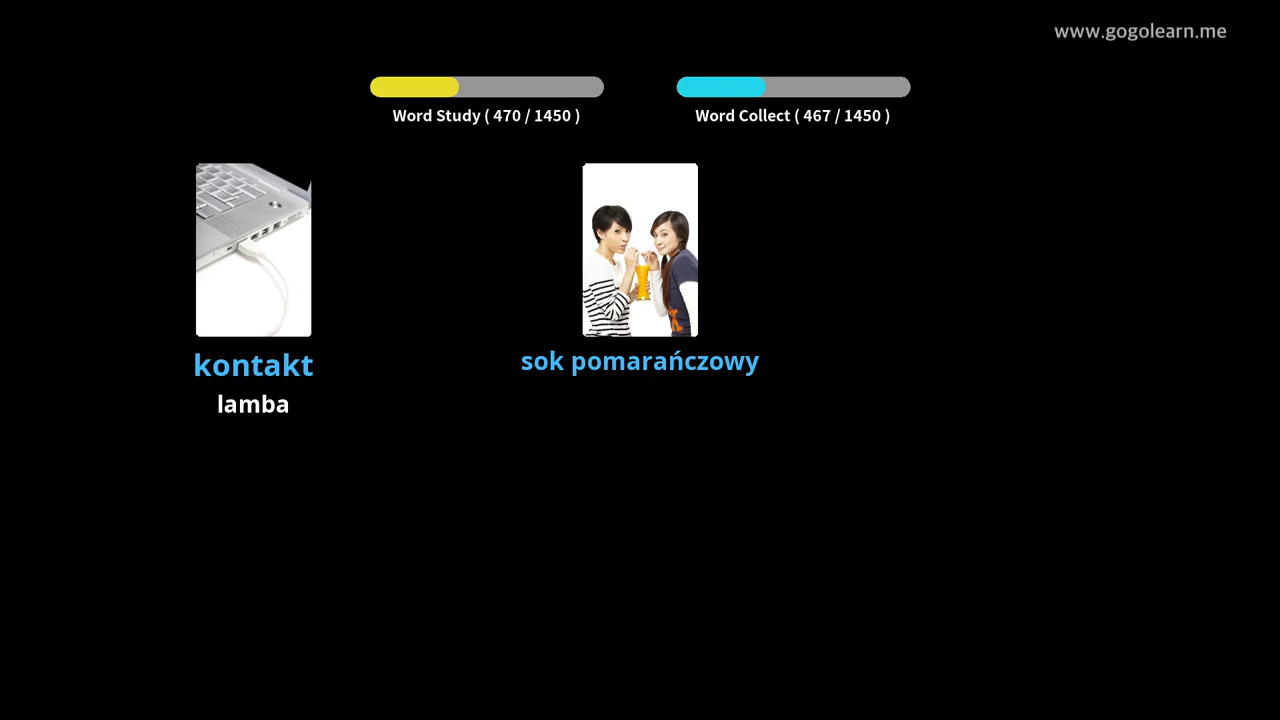 www.gogolearn.me
Word Study ( 470 / 1450 )
Word Collect ( 467 / 1450 )
kontakt
lamba
sok pomarańczowy